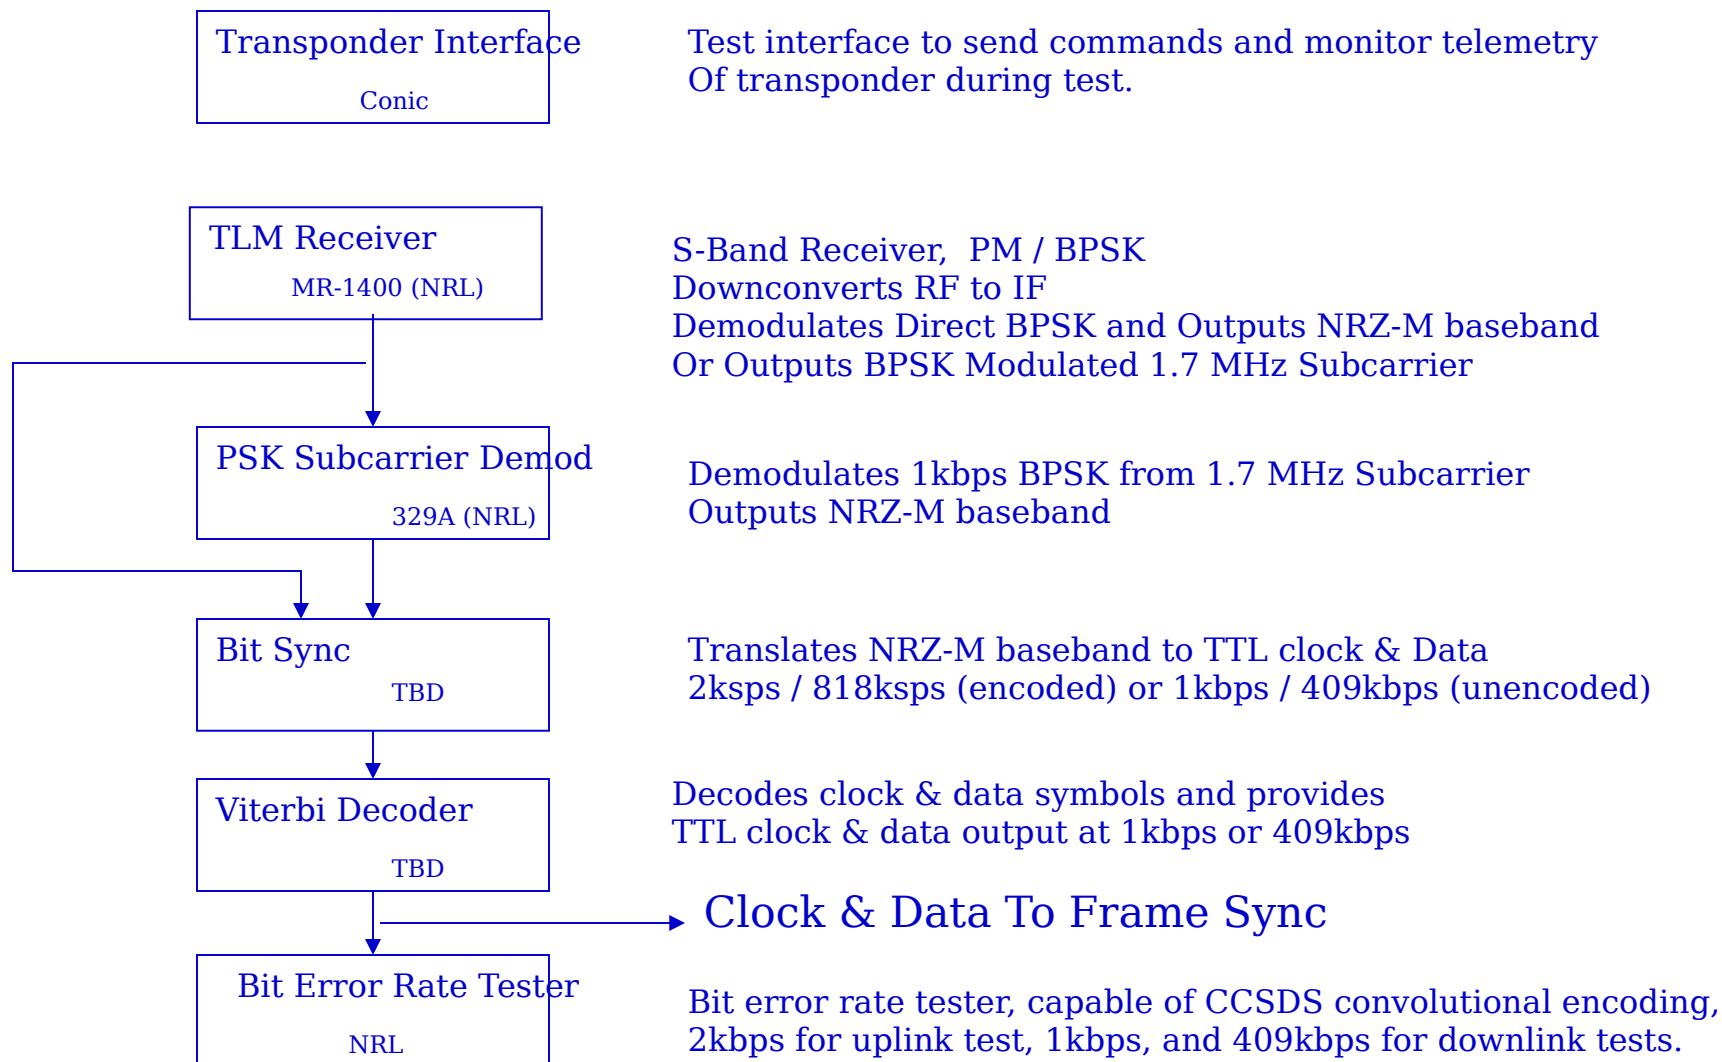 Transponder Interface
Conic
Test interface to send commands and monitor telemetry
Of transponder during test.
TLM Receiver
MR-1400 (NRL)
S-Band Receiver,  PM / BPSK
Downconverts RF to IF
Demodulates Direct BPSK and Outputs NRZ-M baseband
Or Outputs BPSK Modulated 1.7 MHz Subcarrier
PSK Subcarrier Demod
329A (NRL)
Demodulates 1kbps BPSK from 1.7 MHz Subcarrier
Outputs NRZ-M baseband
Bit Sync
TBD
Translates NRZ-M baseband to TTL clock & Data
2ksps / 818ksps (encoded) or 1kbps / 409kbps (unencoded)
Viterbi Decoder
TBD
Decodes clock & data symbols and provides
TTL clock & data output at 1kbps or 409kbps
Clock & Data To Frame Sync
Bit Error Rate Tester
NRL
Bit error rate tester, capable of CCSDS convolutional encoding,
2kbps for uplink test, 1kbps, and 409kbps for downlink tests.